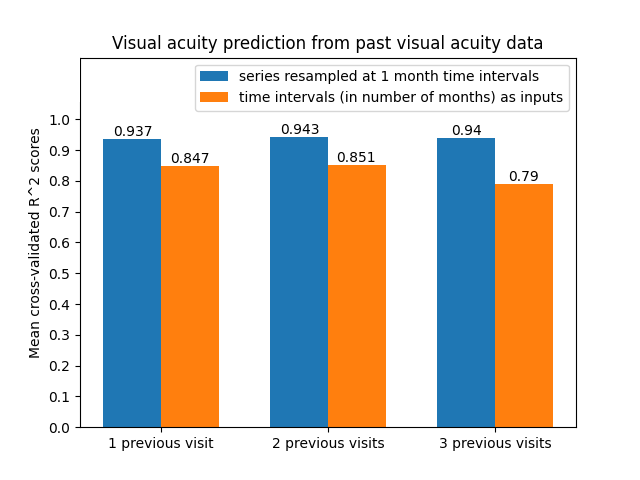 Visual acuity prediction from past visual acuity data
series resampled at 1 month time intervals
time intervals (in number of months) as inputs
Mean cross-validated R^2 scores
1.0
0.9
0.8
0.7
0.6
0.5
0.4
0.3
0.2
0.1
0.0
0.937
0.847
0.943
0.851
0.94
0.79
1 previous visit
2 previous visits
3 previous visits